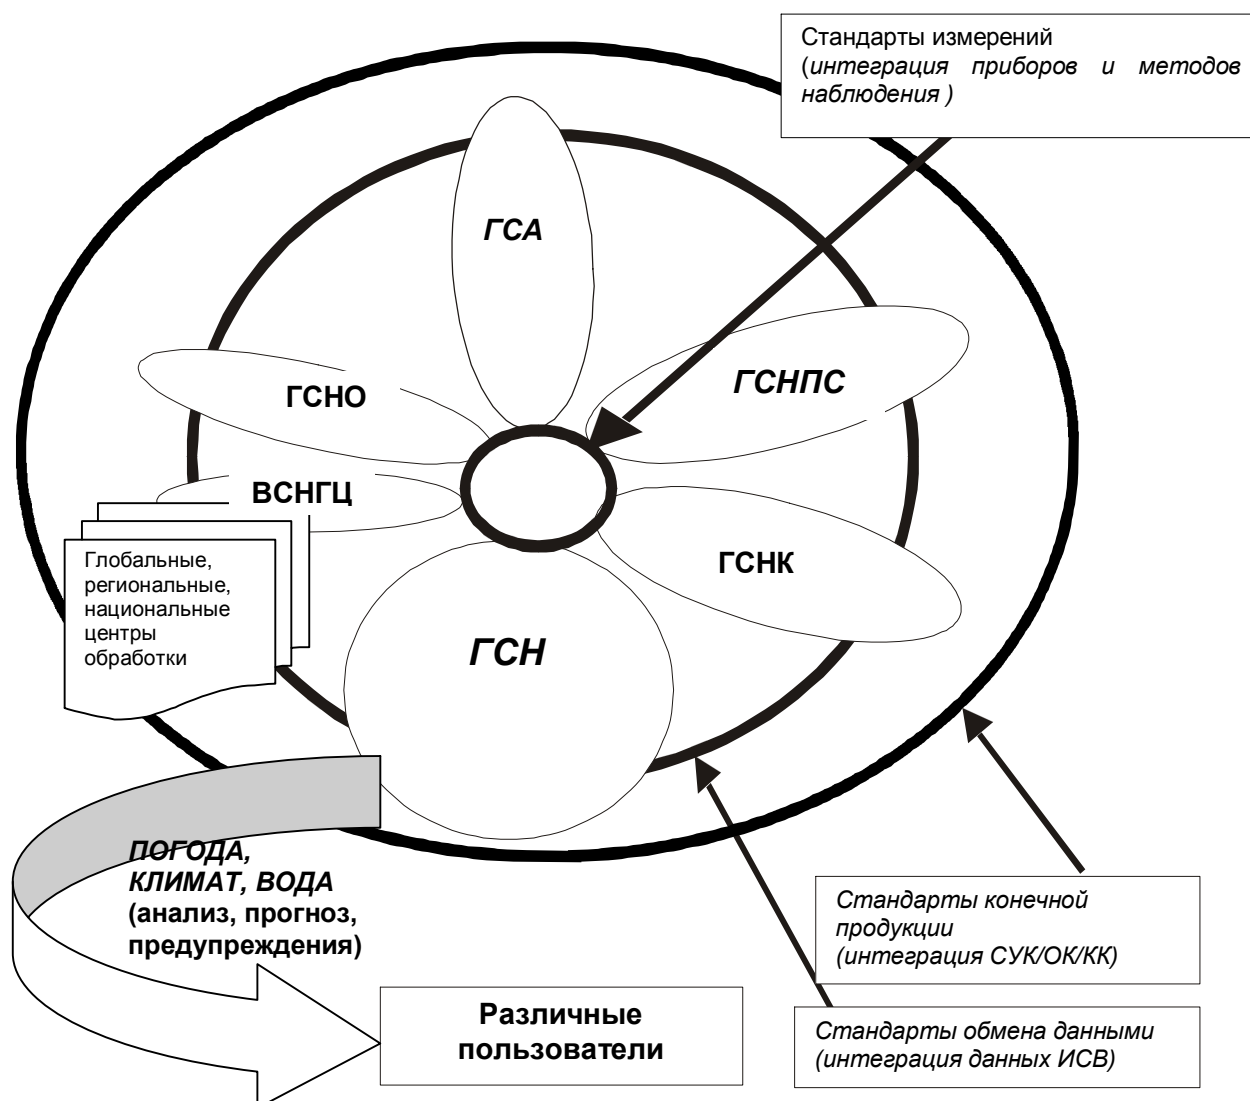 Стандарты измерений
(интеграция приборов и методов
наблюдения )
ГСА
ГСНПС
ГСНО
ВСНГЦ
ГСНК
ГСН
Глобальные,
региональные,
национальные
центры
обработки
ПОГОДА,
КЛИМАТ, ВОДА
(анализ, прогноз,
предупреждения)
Стандарты конечной
продукции
(интеграция СУК/ОК/КК)
Различные
пользователи
Стандарты обмена данными
(интеграция данных ИСВ)